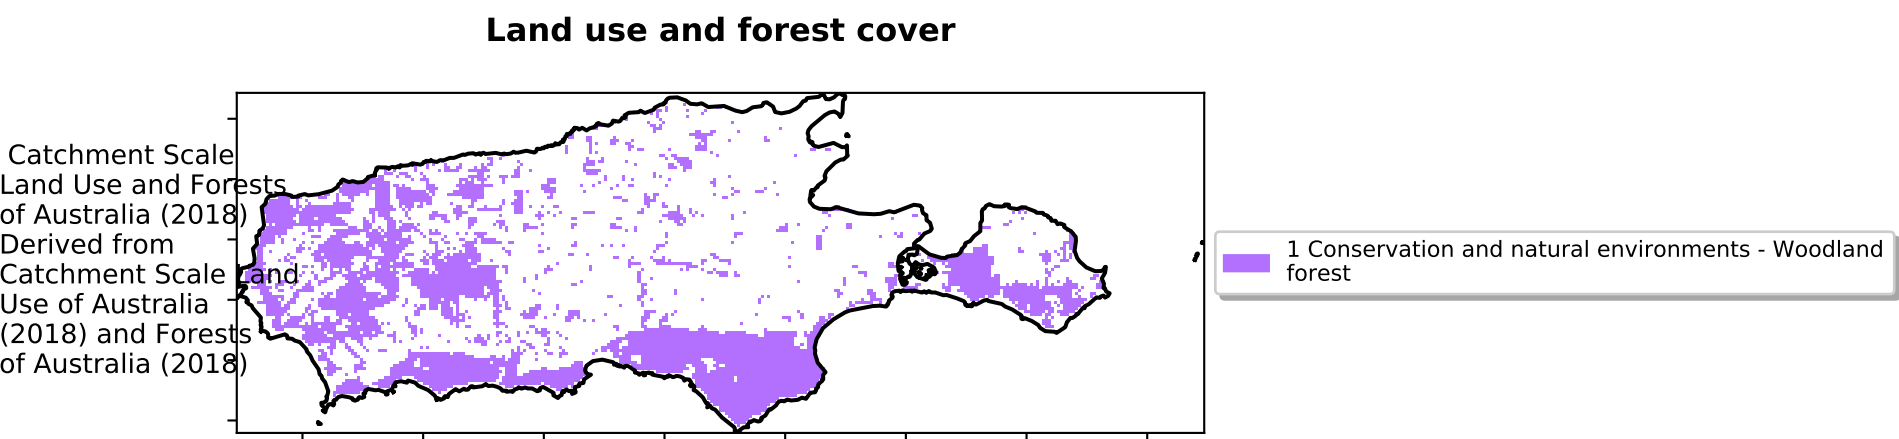 Land use and forest cover
Catchment Scale
Land Use and Forests
of Australia (2018)
Derived from
Catchment Scale Land
Use of Australia
(2018) and Forests
of Australia (2018)
1 Conservation and natural environments - Woodland
forest